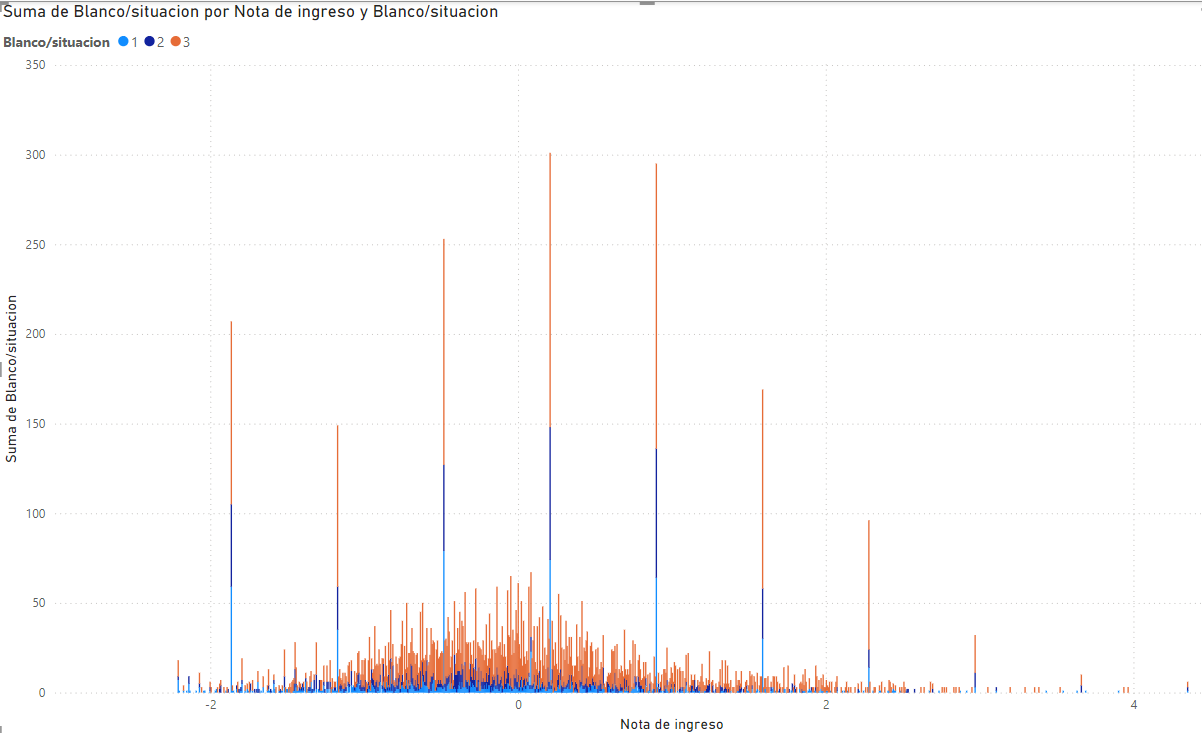 Suma de Blanco/situacion por Nota de ingreso y Blanco/situacion
Blanco/situacion 1 2 3
350
300
250
200
150
100
50
0
Suma de Blanco/situacion
-2 0 2 4
Nota de ingreso